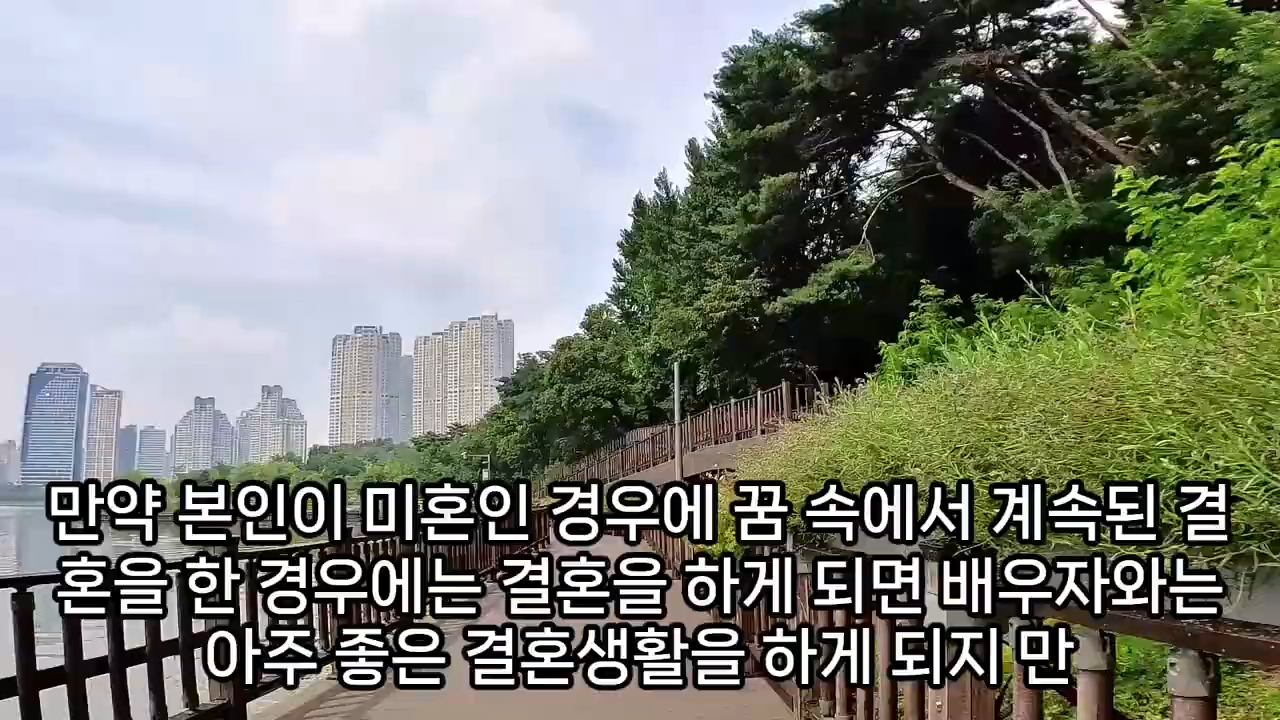 만약 본인이 미혼인 경우에 꿈 속에서 계속된 결
혼을 한 경우에는 결혼을 하게 되면 배우자와는
아주 좋은 결혼생활을 하게 되지 만